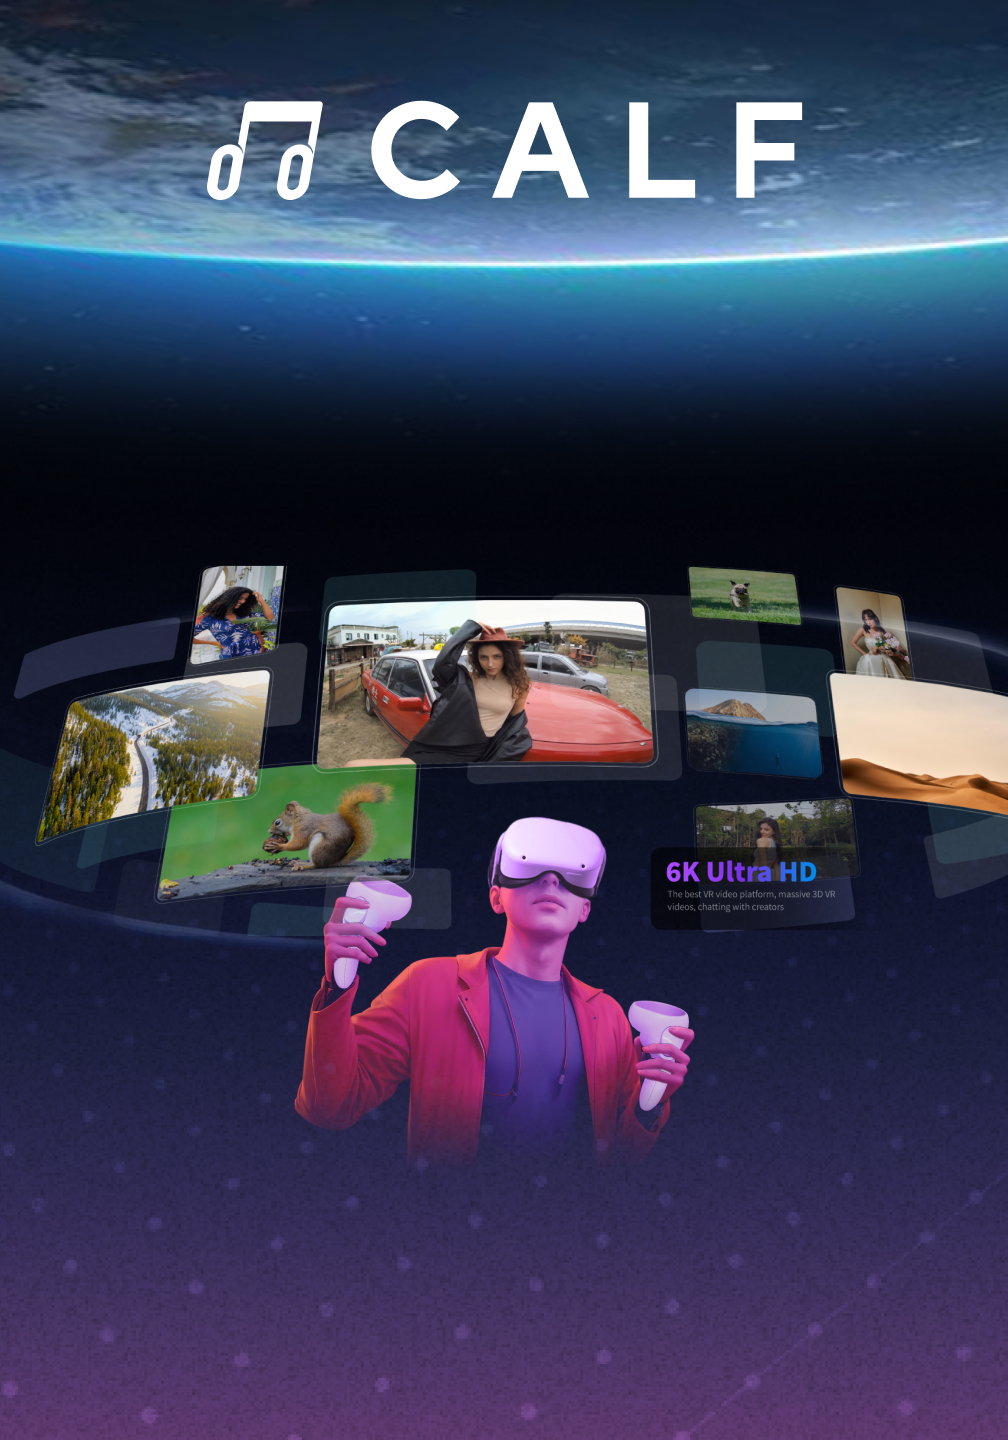 CALF
6K Ultra HD
The best VR video platform, massive 3D VR
videos, chatting with creators